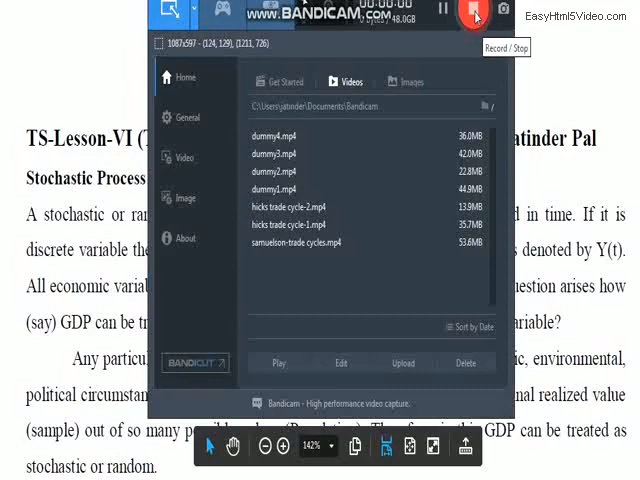 WWW.BANDICAM.COM
00:00:00
0 bytes / 48.0GB
EasyHtml5Video.com
1087x597 - (124, 129), (1211, 726)
Record / Stop
Home
General
Video
Image
About
BANDICUT
Get Started
Videos
Images
C:\Users\jatinder\Documents\Bandicam
dummy4.mp4 36.0MB
dummy3.mp4 42.0MB
dummy2.mp4 22.8MB
dummy1.mp4 44.9MB
hicks trade cycle-2.mp4 13.9MB
hicks trade cycle-1.mp4 35.7MB
samuelson-trade cycles.mp4 53.6MB
Sort by Date
Play Edit Upload Delete
Bandicam - High performance video capture.
TS-Lesson-VI ( atinder Pal
Stochastic Process
A stochastic or ran d in time. If it is
discrete variable the s denoted by Y(t).
All economic variab uestion arises how
(say) GDP can be tr ariable?
Any particu ic, environmental,
political circumstan nal realized value
(sample) out of so many GDP can be treated as
stochastic or random.
142%